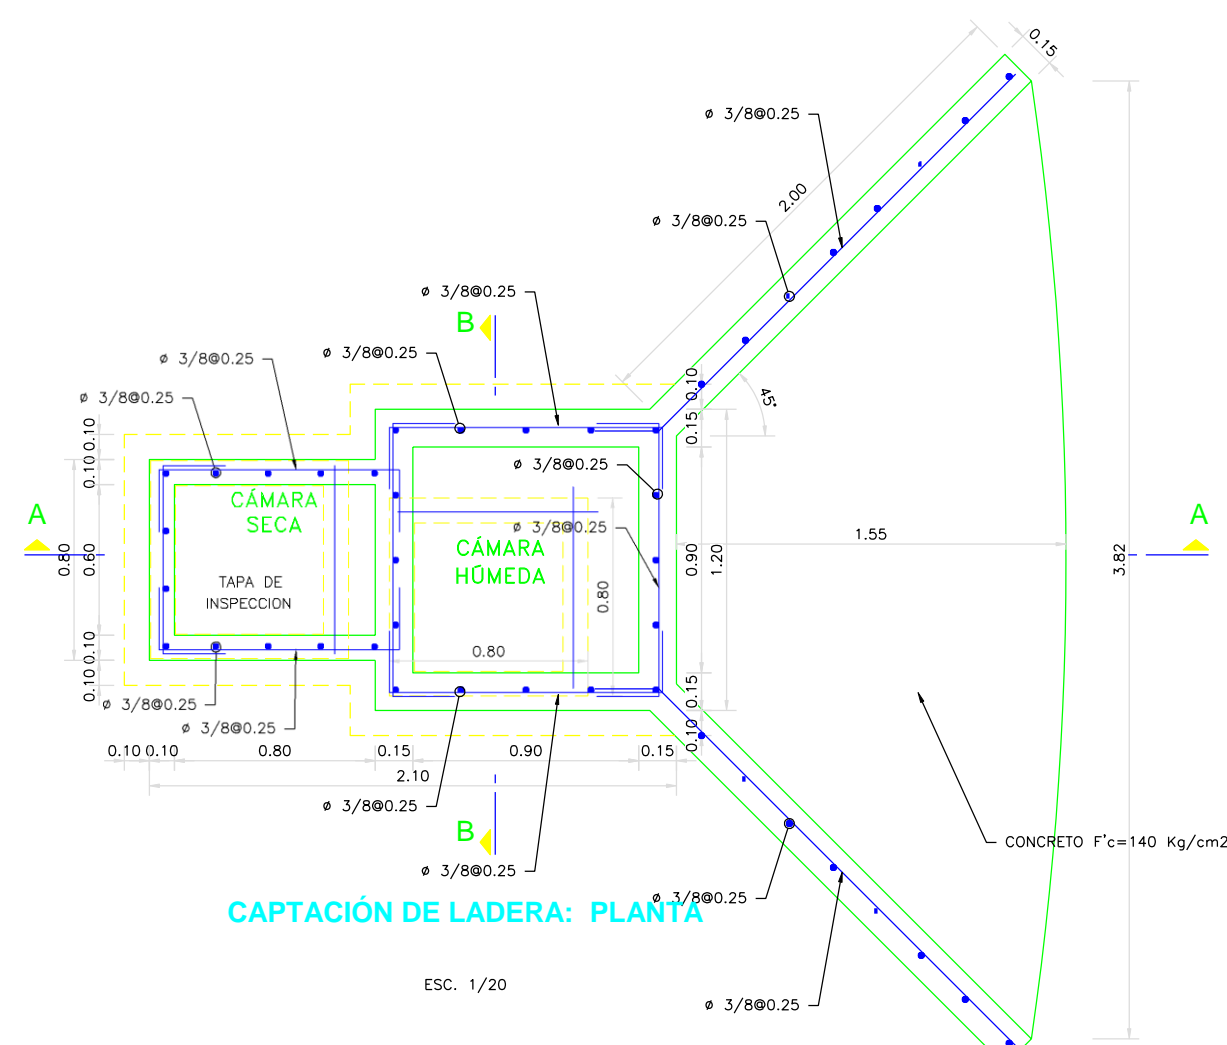 0.15
ø 3/8@0.25
2.00
ø 3/8@0.25
ø 3/8@0.25
B
ø 3/8@0.25
ø 3/8@0.25
ø 3/8@0.25
0.10
45°
0.15
0.10
0.10
ø 3/8@0.25
CÁMARA
SECA
A
A
ø 3/8@0.25
1.55
CÁMARA
HÚMEDA
0.80
0.60
0.90
1.20
3.82
TAPA DE
INSPECCION
0.80
0.80
0.10
0.10
0.15
ø 3/8@0.25
ø 3/8@0.25
0.10
0.10
0.10
0.80
0.15
0.90
0.15
2.10
ø 3/8@0.25
B
CONCRETO F'c=140 Kg/cm2
ø 3/8@0.25
ø 3/8@0.25
CAPTACIÓN DE LADERA: PLANTA
ESC. 1/20
ø 3/8@0.25